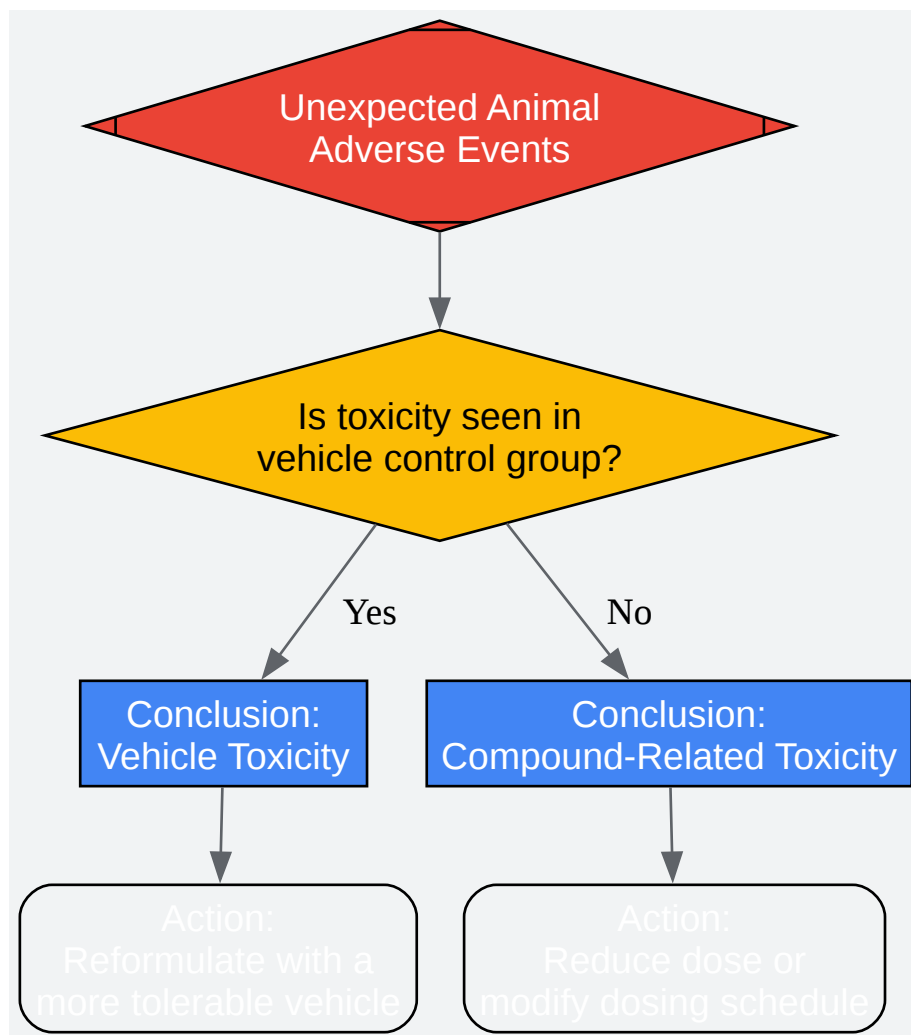 Unexpected Animal
Adverse Events
Is toxicity seen in
vehicle control group?
Yes
No
Conclusion:
Vehicle Toxicity
Conclusion:
Compound-Related Toxicity
Action:
Reformulate with a
more tolerable vehicle
Action:
Reduce dose or
modify dosing schedule